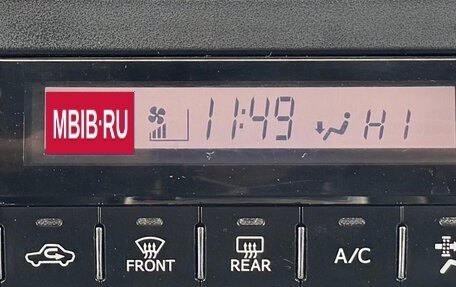 MBIB·RU 11:49 HI
FRONT REAR A/C